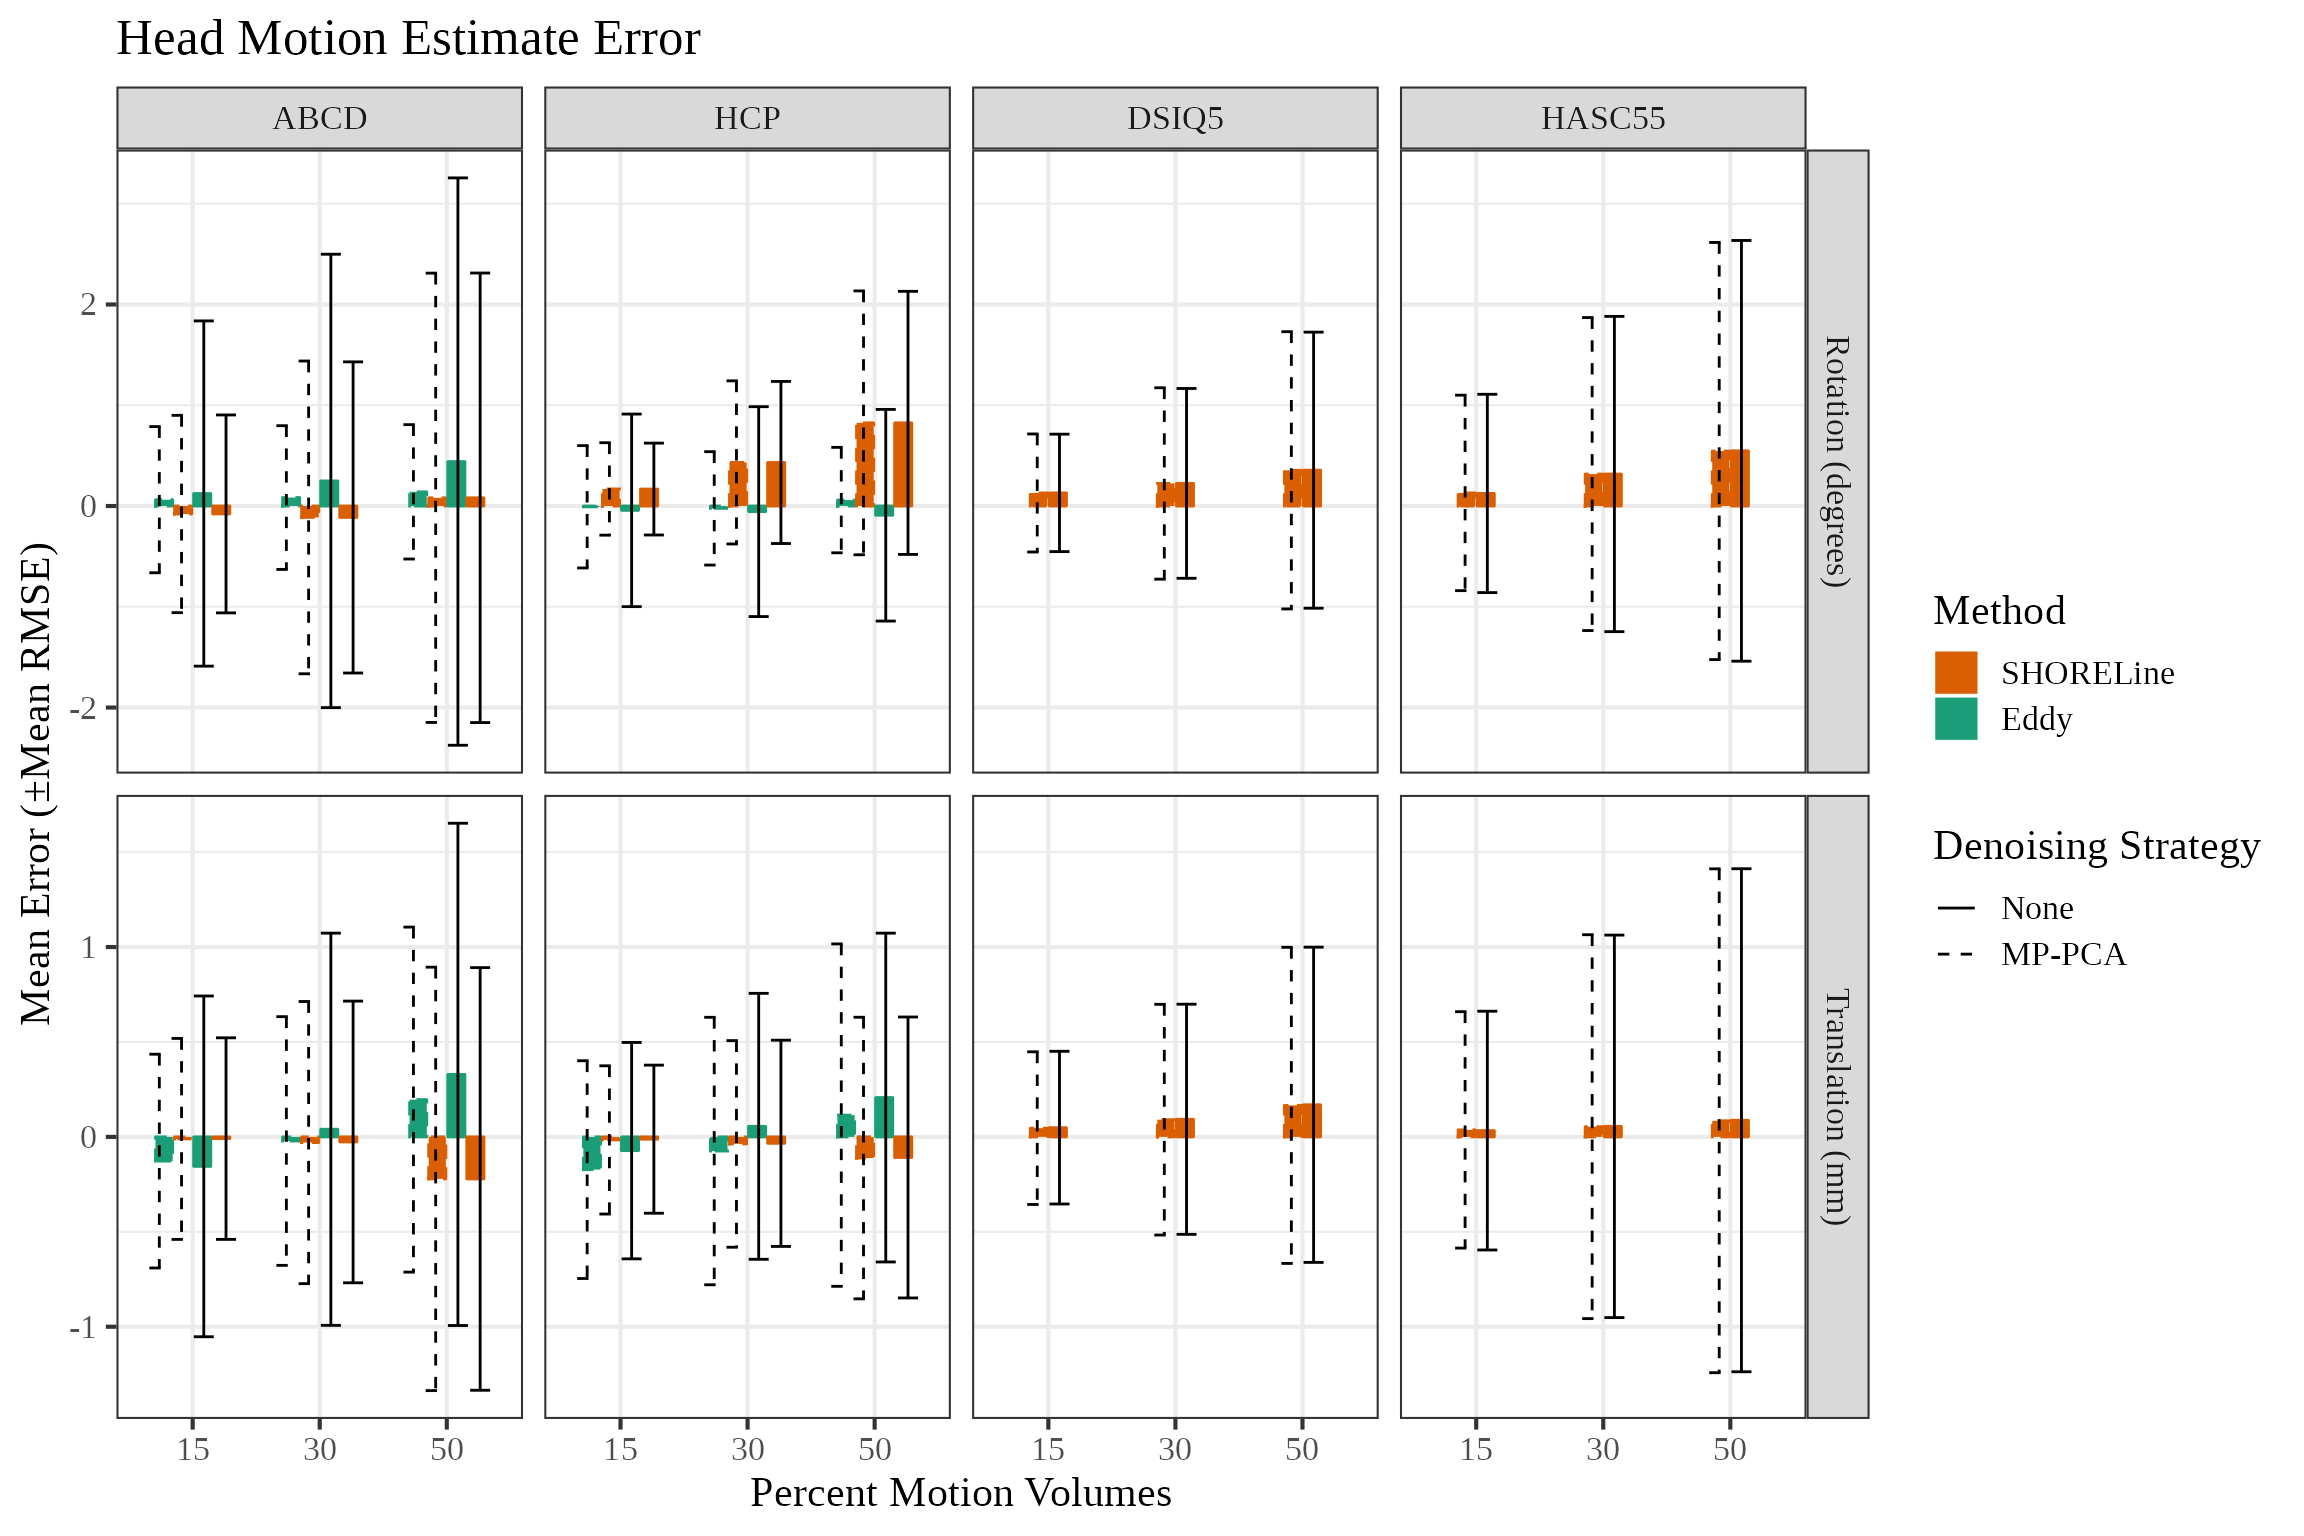 Head Motion Estimate Error
ABCD
HCP
DSIQ5
HASC55
2
0
-2
Rotation (degrees)
1
0
-1
Translation (mm)
Mean Error (±Mean RMSE)
15
30
50
15
30
50
15
30
50
15
30
50
Percent Motion Volumes
Method
SHORELine
Eddy
Denoising Strategy
None
MP-PCA